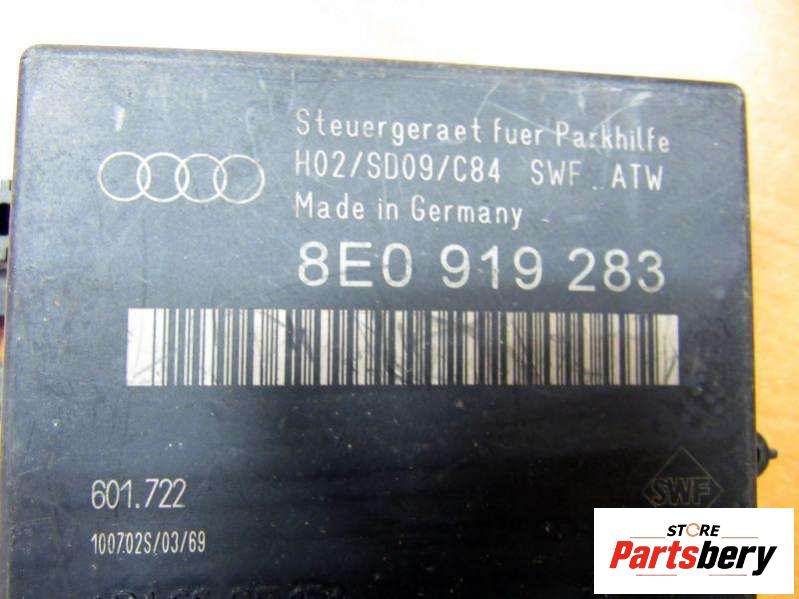 Steuergeraet fuer Parkhilfe
H02/SD09/C84 SWF ATW
Made in Germany
8E0 919 283
601.722
100702S/03/69
SWF
STORE
Partsbery